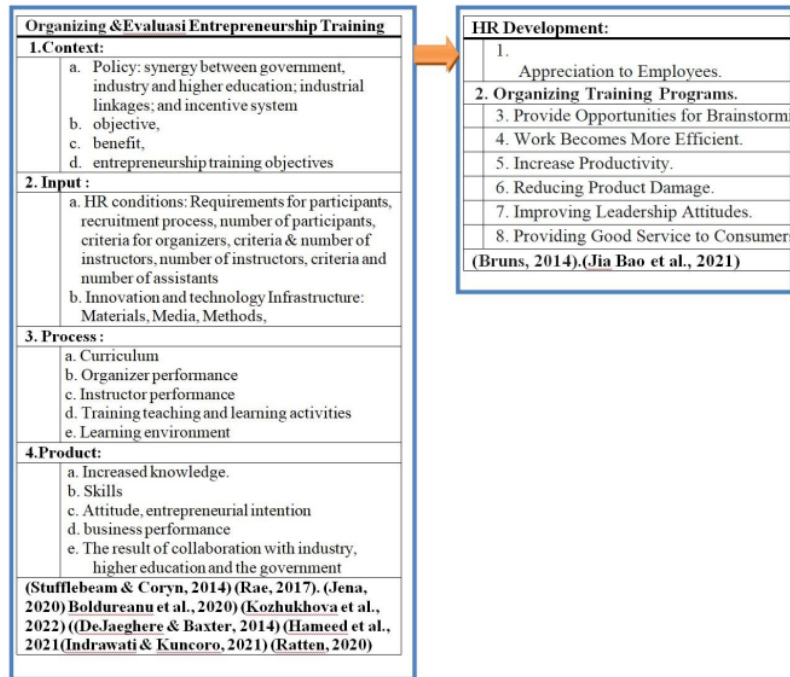 Organizing &Evaluasi Entrepreneurship Training
1.Context:
a. Policy: synergy between government,
industry and higher education; industrial
linkages; and incentive system
b. objective,
c. benefit,
d. entrepreneurship training objectives
2. Input :
a. HR conditions: Requirements for participants,
recruitment process, number of participants,
criteria for organizers, criteria & number of
instructors, number of instructors, criteria and
number of assistants
b. Innovation and technology Infrastructure:
Materials, Media, Methods,
3. Process :
a. Curriculum
b. Organizer performance
c. Instructor performance
d. Training teaching and learning activities
e. Learning environment
4.Product:
a. Increased knowledge.
b. Skills
c. Attitude, entrepreneurial intention
d. business performance
e. The result of collaboration with industry,
higher education and the government
(Stufflebeam & Coryn, 2014) (Rae, 2017). (Jena,
2020) Boldureanu et al., 2020) (Kozhukhova et al.,
2022) ((DeJaeghere & Baxter, 2014) (Hameed et al.,
2021(Indrawati & Kuncoro, 2021) (Ratten, 2020)
HR Development:
1.
Appreciation to Employees.
2. Organizing Training Programs.
3. Provide Opportunities for Brainstormi
4. Work Becomes More Efficient.
5. Increase Productivity.
6. Reducing Product Damage.
7. Improving Leadership Attitudes.
8. Providing Good Service to Consumer
(Bruns, 2014).(Jia Bao et al., 2021)